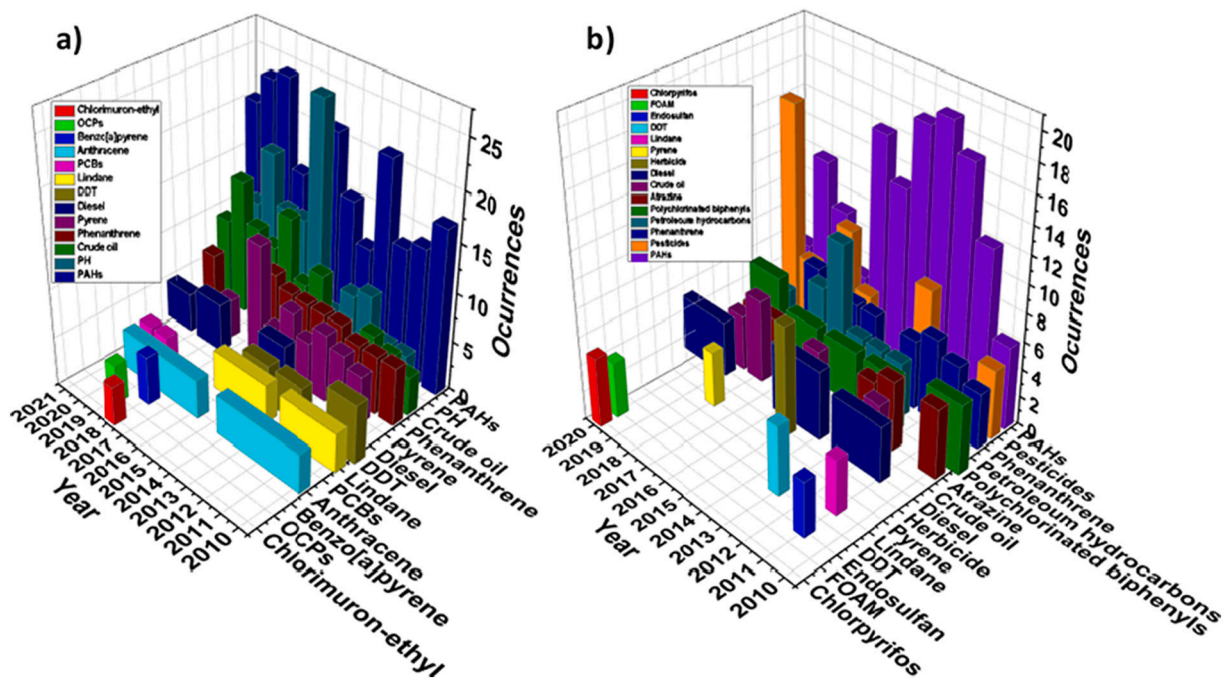 a)
Chlorimuron-ethyl
OCPs
Benzo[a]pyrene
Anthracene
PCBs
Lindane
DDT
Diesel
Pyrene
Phenanthrene
Crude oil
PH
PAHs
25
20
15
10
5
0
Ocurrences
2021
2020
2019
2018
2017
2016
2015
2014
2013
2012
2011
2010
Year
PAHs
PH
Crude oil
Phenanthrene
Pyrene
Diesel
DDT
Lindane
PCBs
Anthracene
Benzo[a]pyrene
OCPs
Chlorimuron-ethyl
b)
Chlorpyrifos
FOAM
Endosulfan
DDT
Lindane
Pyrene
Herbicide
Diesel
Crude oil
Atrazine
Polychlorinated biphenyls
Petroleoum hydrocarbons
Phenanthrene
Pesticides
PAHs
20
18
16
14
12
10
8
6
4
2
0
Ocurrences
2020
2019
2018
2017
2016
2015
2014
2013
2012
2011
2010
Year
PAHs
Pesticides
Phenanthrene
Petroleoum hydrocarbons
Polychlorinated biphenyls
Atrazine
Crude oil
Diesel
Herbicide
Pyrene
Lindane
DDT
Endosulfan
FOAM
Chlorpyrifos